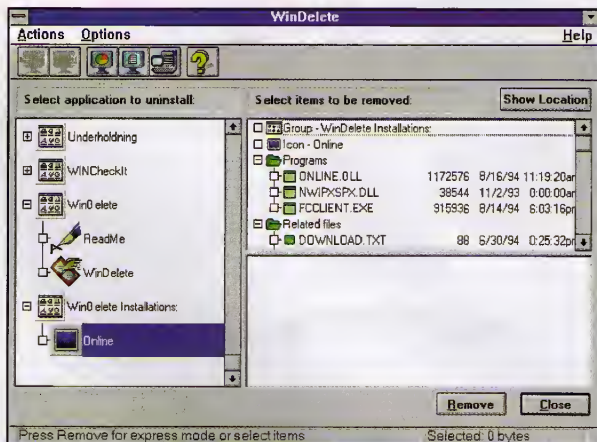 WinDelete
Actions Options Help
Select application to uninstall:
Underholdning
WINCheckIt
WinDelete
ReadMe
WinDelete
WinDelete Installations:
Online
Select items to be removed: Show Location
Group - WinDelete Installations:
Icon - Online
Programs
ONLINE.OLL 1172576 8/16/94 11:19:20am
NWIPXSPX.DLL 38544 11/2/93 0:00:00am
FCCLIENT.EXE 915936 8/14/94 6:03:16pm
Related files
DOWNLOAD.TXT 88 6/30/94 0:25:32pm
Remove Close
Press Remove for express mode or select items Selected: 0 bytes